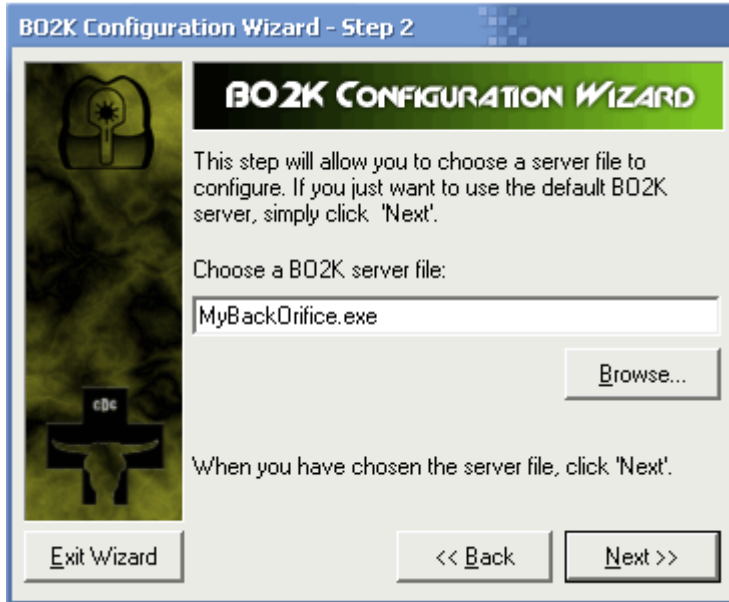 BO2K Configuration Wizard - Step 2
BO2K CONFIGURATION WIZARD
This step will allow you to choose a server file to
configure. If you just want to use the default BO2K
server, simply click 'Next'.
Choose a BO2K server file:
MyBackOrifice.exe
Browse...
cDc
When you have chosen the server file, click 'Next'.
Exit Wizard
<< Back
Next >>